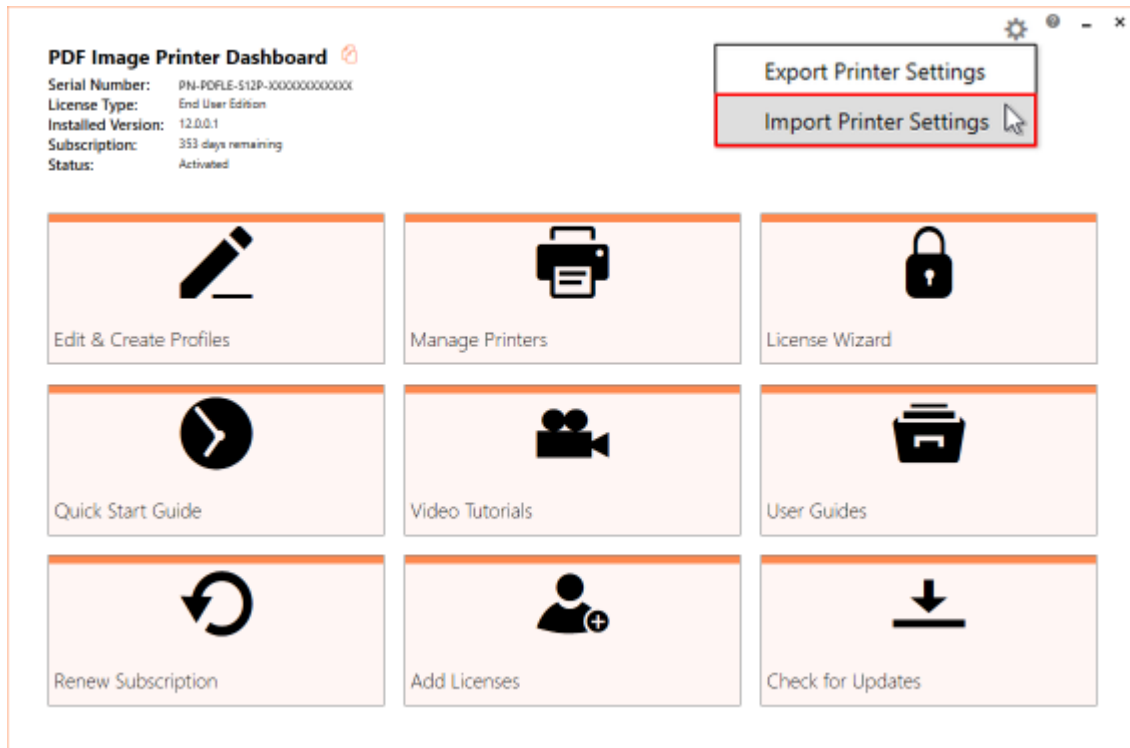 PDF Image Printer Dashboard
Serial Number: PN-PDFLE-S12P-XXXXXXXXXXXX
License Type: End User Edition
Installed Version: 12.0.0.1
Subscription: 353 days remaining
Status: Activated
Export Printer Settings
Import Printer Settings
Edit & Create Profiles
Manage Printers
License Wizard
Quick Start Guide
Video Tutorials
User Guides
Renew Subscription
Add Licenses
Check for Updates